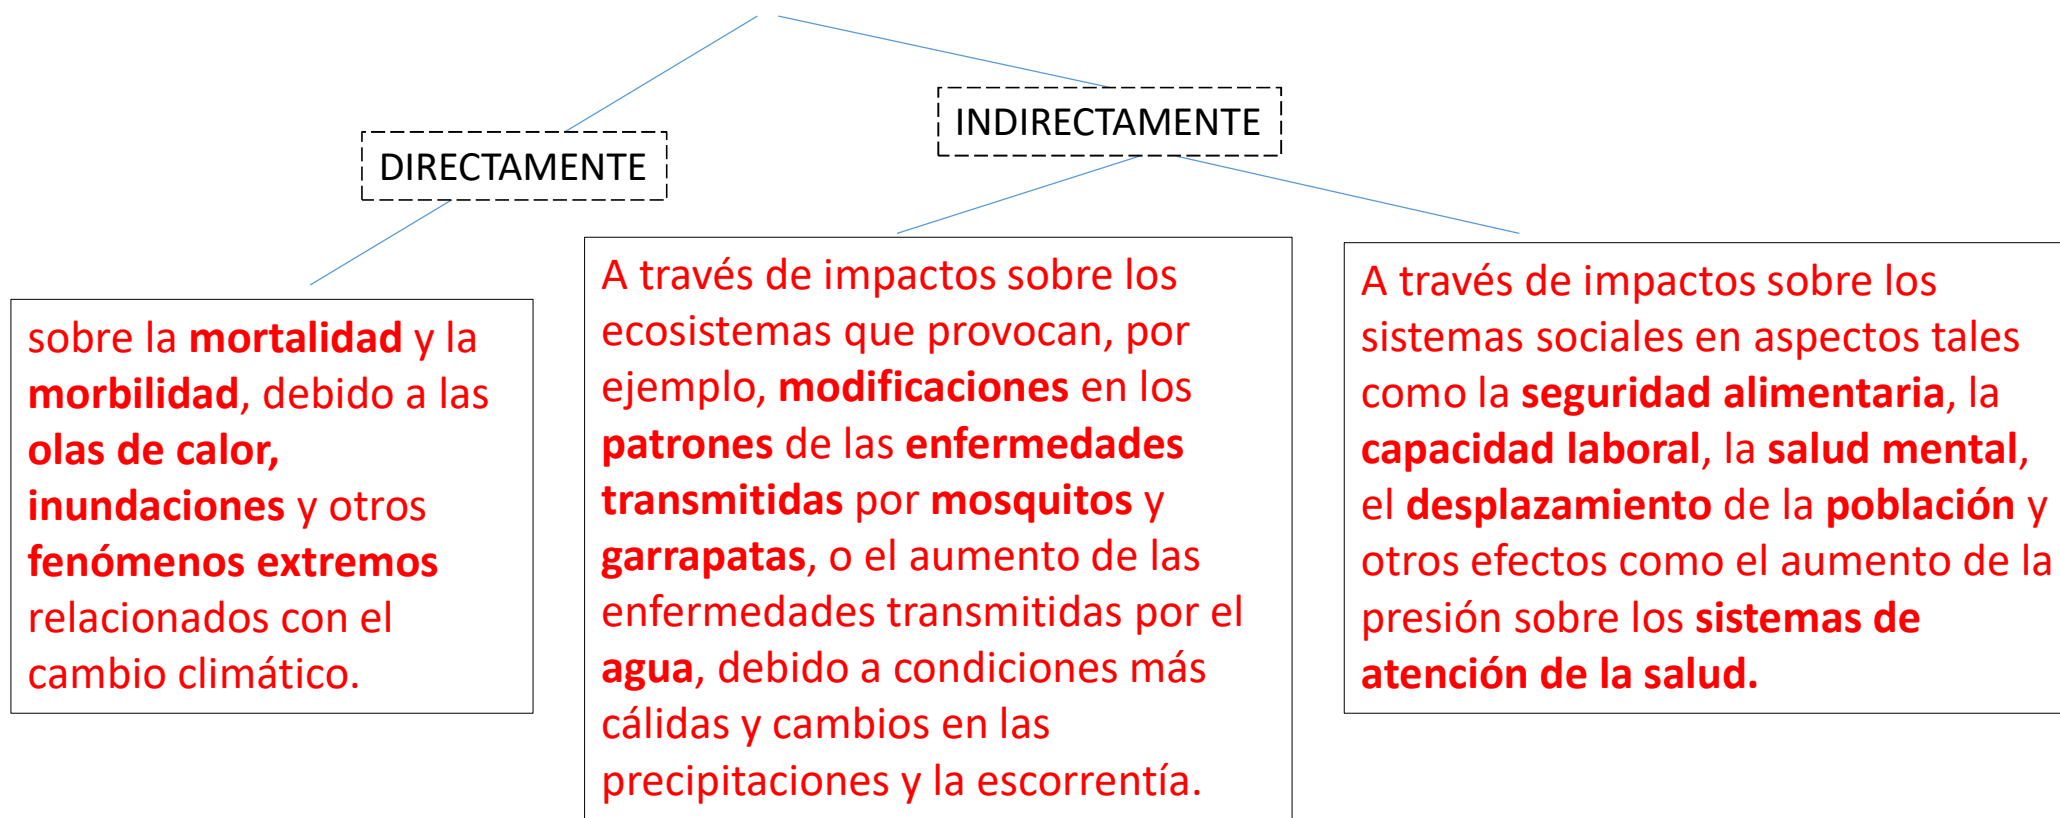 INDIRECTAMENTE
DIRECTAMENTE
sobre la mortalidad y la
morbilidad, debido a las
olas de calor,
inundaciones y otros
fenómenos extremos
relacionados con el
cambio climático.
A través de impactos sobre los
ecosistemas que provocan, por
ejemplo, modificaciones en los
patrones de las enfermedades
transmitidas por mosquitos y
garrapatas, o el aumento de las
enfermedades transmitidas por el
agua, debido a condiciones más
cálidas y cambios en las
precipitaciones y la escorrentía.
A través de impactos sobre los
sistemas sociales en aspectos tales
como la seguridad alimentaria, la
capacidad laboral, la salud mental,
el desplazamiento de la población y
otros efectos como el aumento de la
presión sobre los sistemas de
atención de la salud.